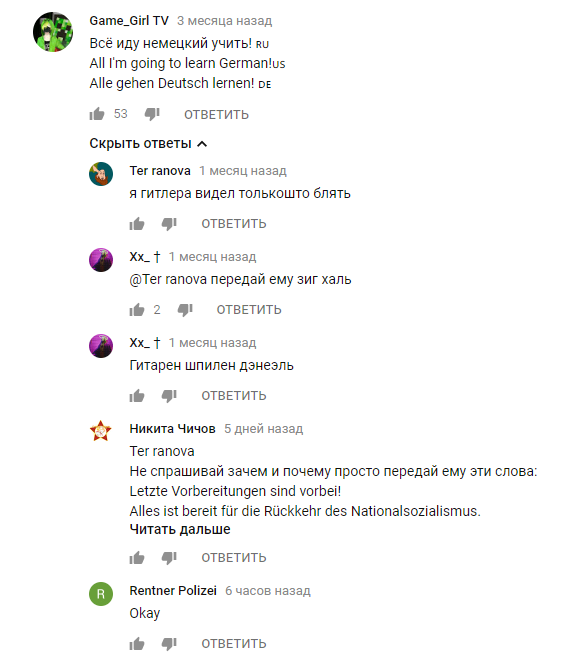 Game_Girl TV 3 месяца назад
Всё иду немецкий учить! RU
All I'm going to learn German!US
Alle gehen Deutsch lernen! DE
53 ОТВЕТИТЬ
Скрыть ответы
Ter ranova 1 месяц назад
я гитлера видел толькошто блять
ОТВЕТИТЬ
Xx_ † 1 месяц назад
@Ter ranova передай ему зиг халь
2 ОТВЕТИТЬ
Xx_ † 1 месяц назад
Гитарен шпилен дэнеэль
ОТВЕТИТЬ
Никита Чичов 5 дней назад
Ter ranova
Не спрашивай зачем и почему просто передай ему эти слова:
Letzte Vorbereitungen sind vorbei!
Alles ist bereit für die Rückkehr des Nationalsozialismus.
Читать дальше
ОТВЕТИТЬ
R
Rentner Polizei 6 часов назад
Okay
ОТВЕТИТЬ